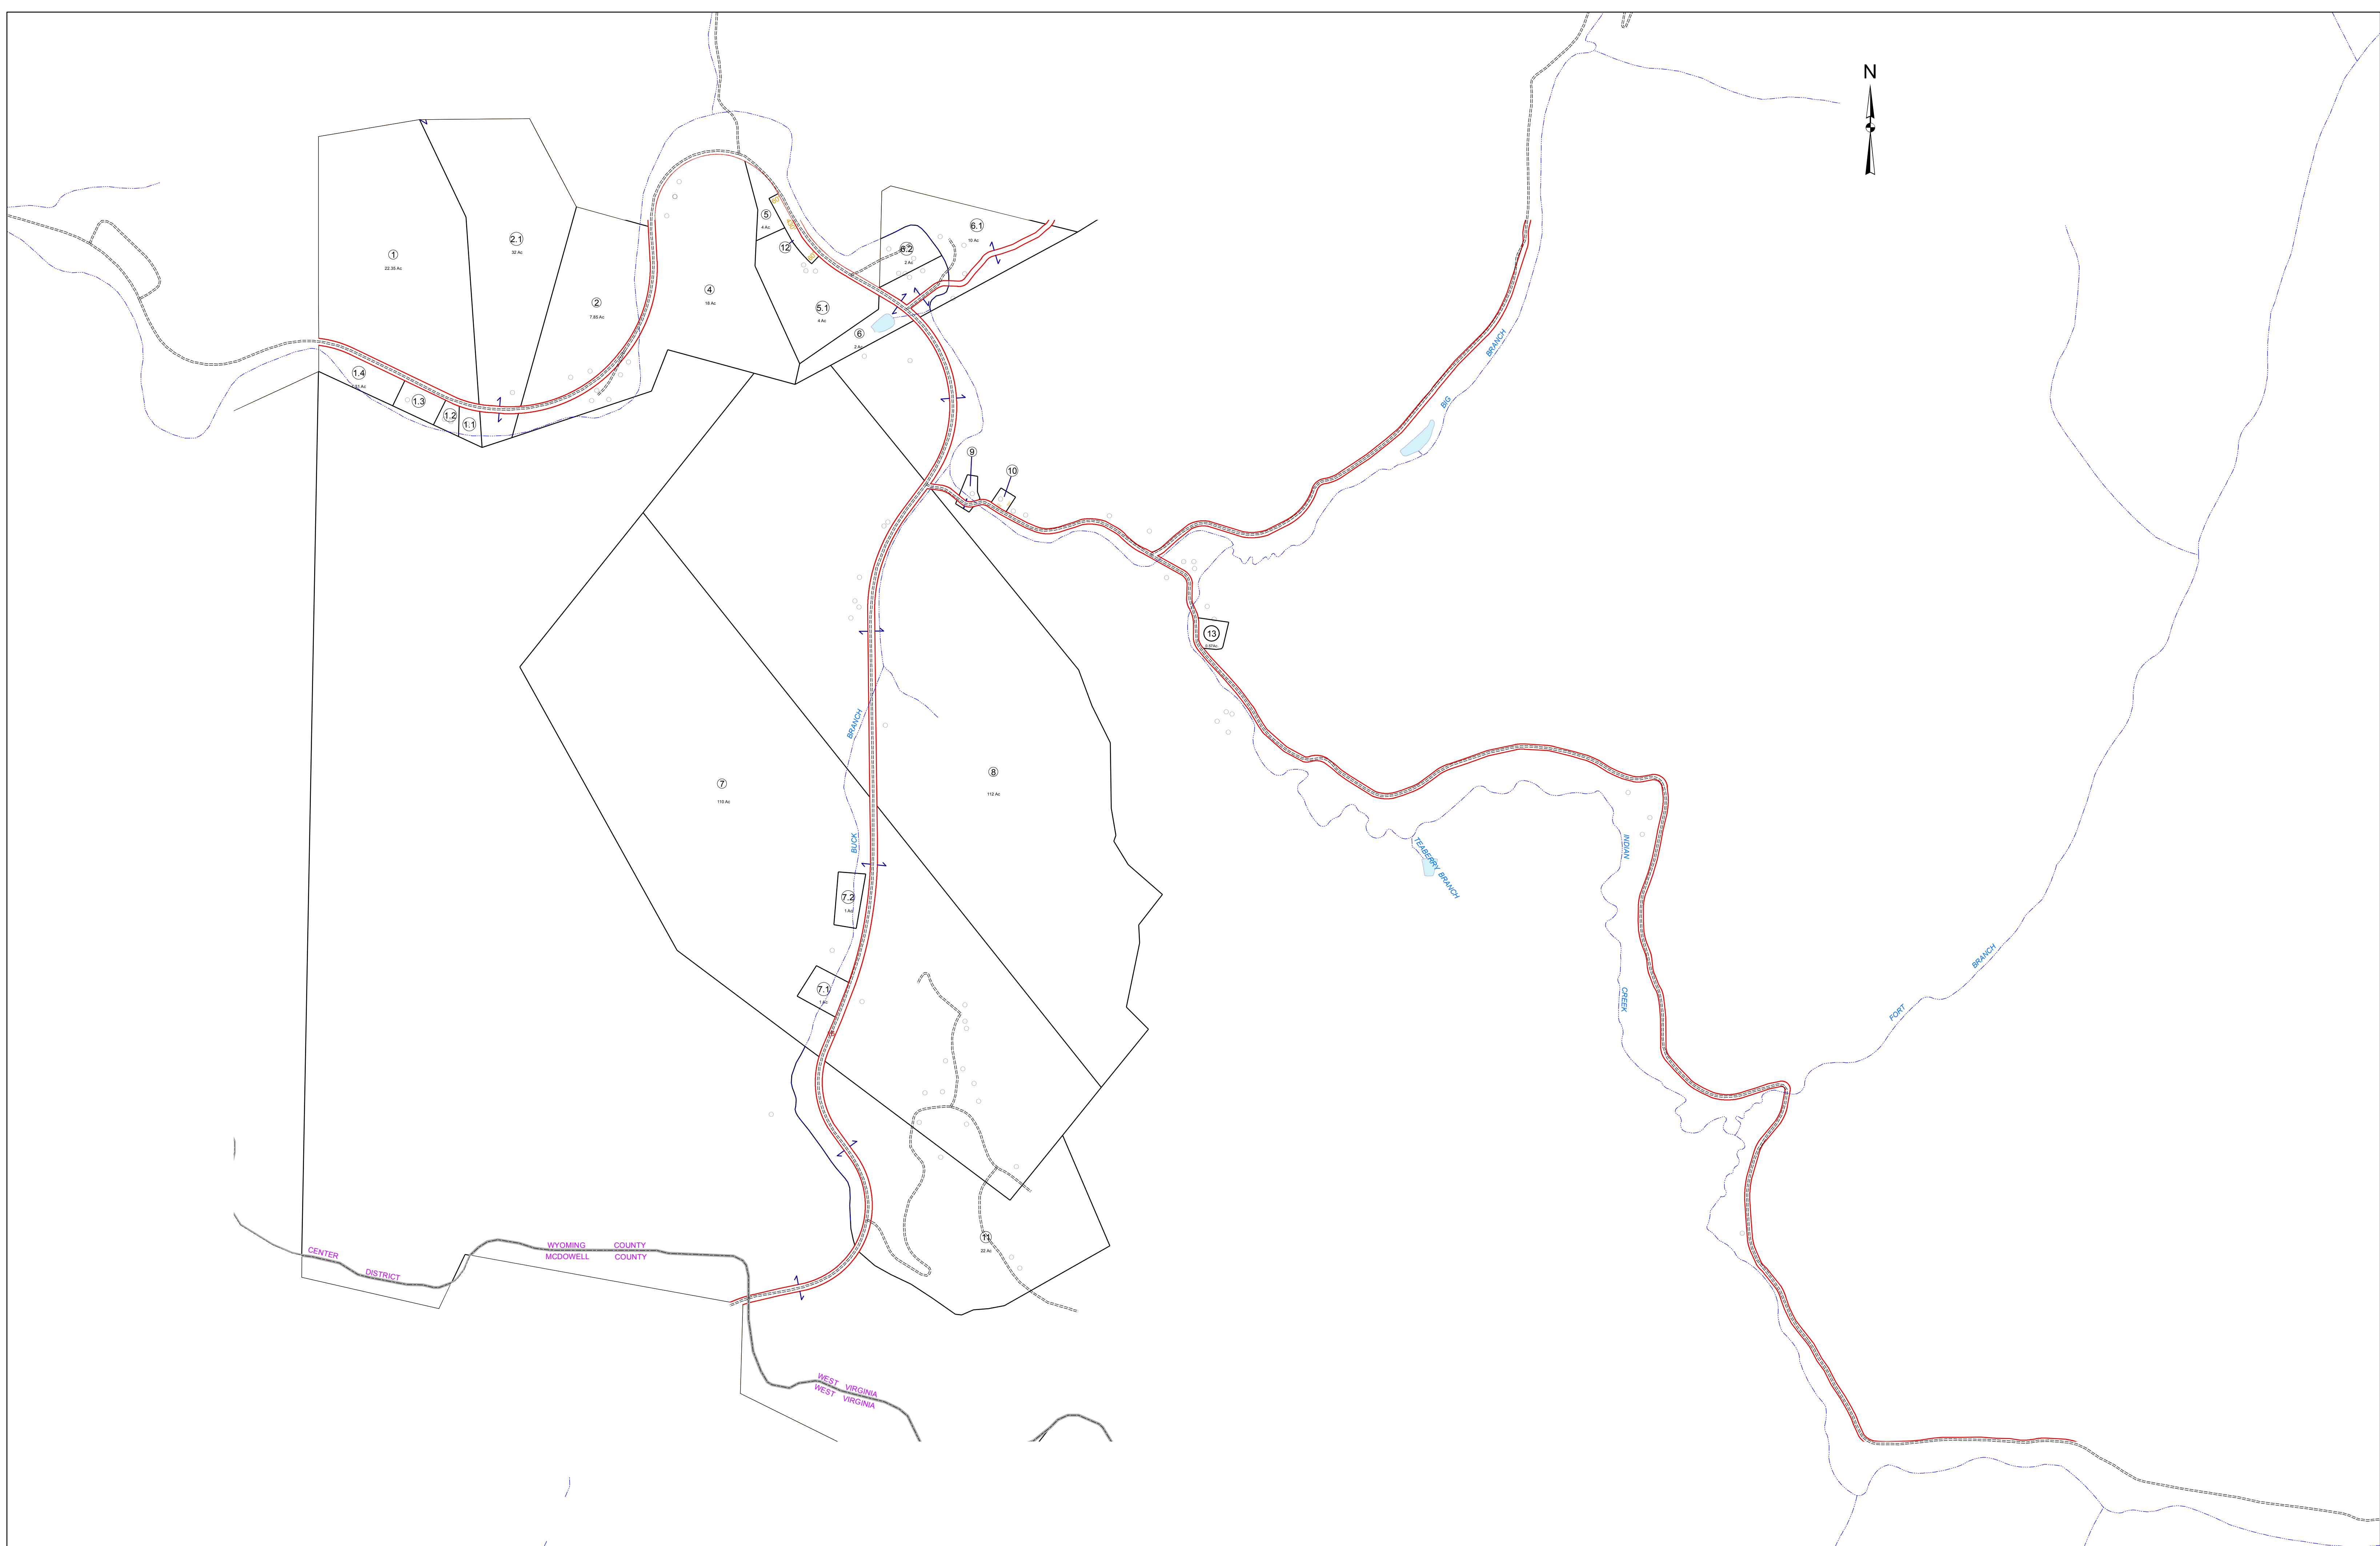 N
1
22.35 Ac
2.1
32 Ac
2
7.85 Ac
4
18 Ac
5
4 Ac
12
5.1
4 Ac
6
2 Ac
6.2
2 Ac
6.1
10 Ac
1.4
1.3
1.2
1.1
9
10
BIG BRANCH
13
7
110 Ac
8
112 Ac
BUCK BRANCH
7.2
1 Ac
7.1
1 Ac
TEABERRY BRANCH
INDIAN CREEK
FORT BRANCH
11
22 Ac
CENTER DISTRICT
WYOMING COUNTY
MCDOWELL COUNTY
WEST VIRGINIA
WEST VIRGINIA